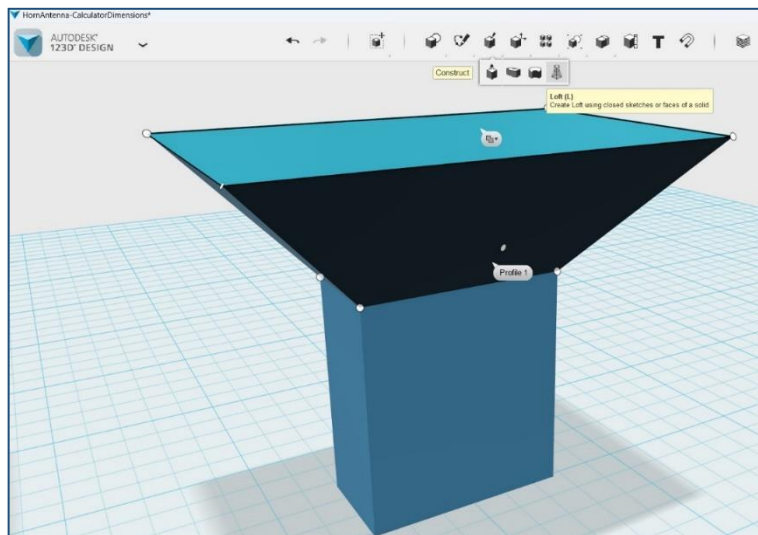 HornAntenna-CalculatorDimensions*
AUTODESK®
123D® DESIGN
T
Construct
Loft (L)
Create Loft using closed sketches or faces of a solid
Profile 1